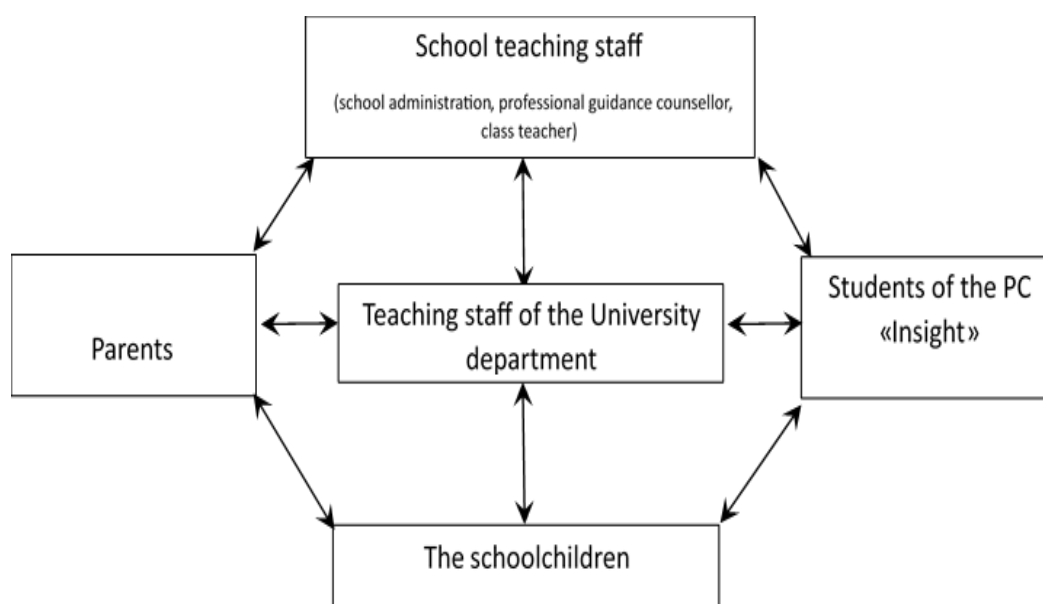 School teaching staff
(school administration, professional guidance counsellor,
class teacher)
Parents
Teaching staff of the University
department
Students of the PC
«Insight»
The schoolchildren